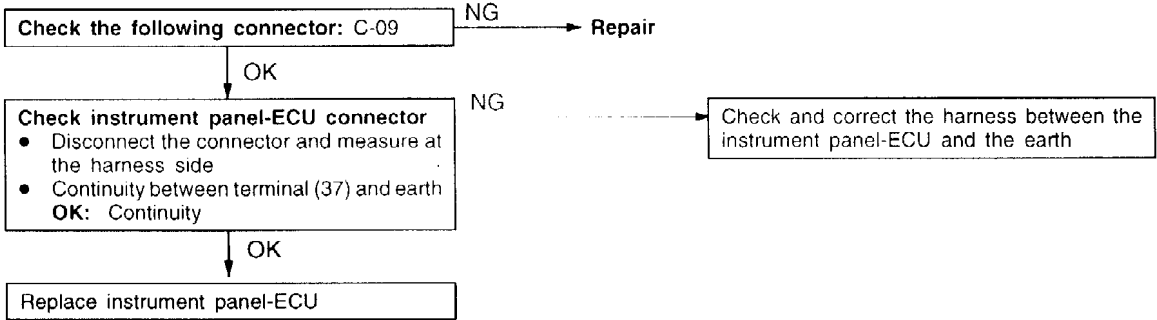 Check the following connector: C-09
NG
Repair
OK
Check instrument panel-ECU connector
● Disconnect the connector and measure at
the harness side
● Continuity between terminal (37) and earth
OK: Continuity
NG
Check and correct the harness between the
instrument panel-ECU and the earth
OK
Replace instrument panel-ECU